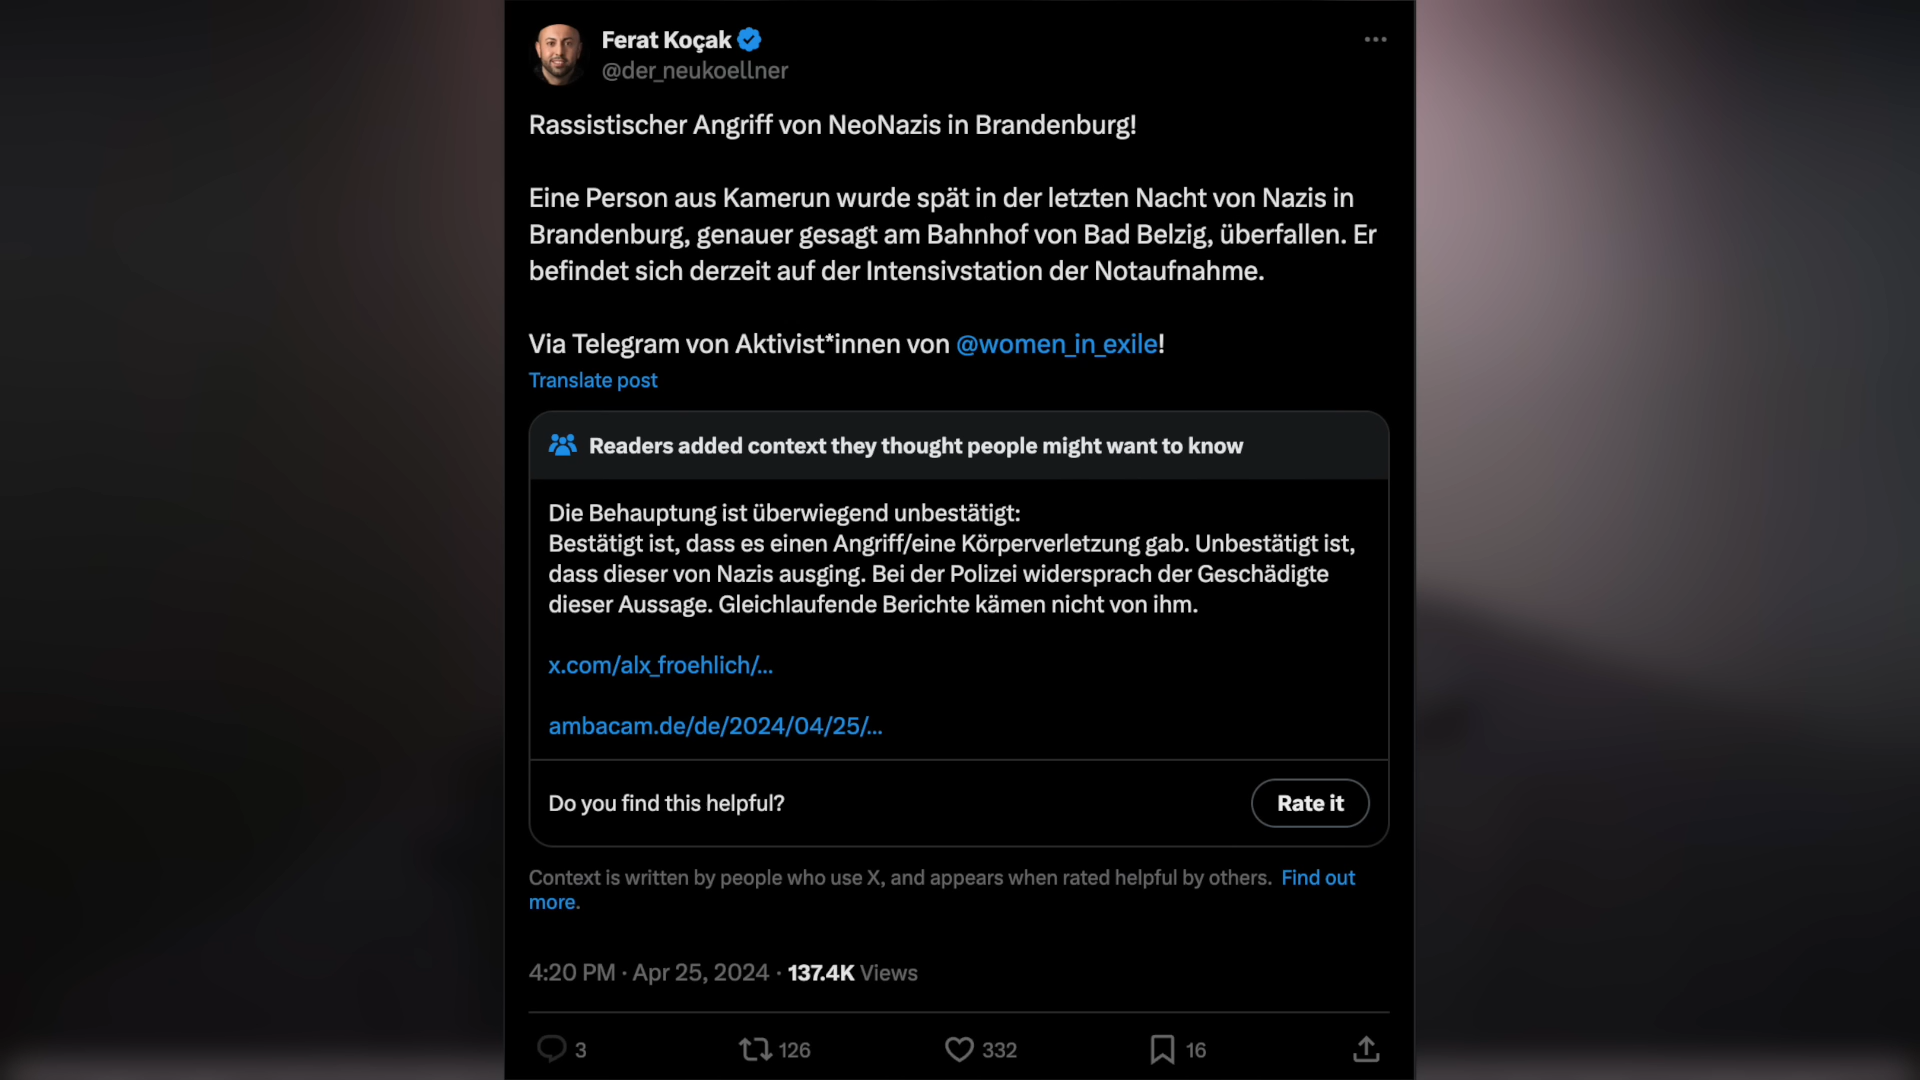 Ferat Koçak
@der_neukoellner
Rassistischer Angriff von NeoNazis in Brandenburg!
Eine Person aus Kamerun wurde spät in der letzten Nacht von Nazis in
Brandenburg, genauer gesagt am Bahnhof von Bad Belzig, überfallen. Er
befindet sich derzeit auf der Intensivstation der Notaufnahme.
Via Telegram von Aktivist*innen von @women_in_exile!
Translate post
Readers added context they thought people might want to know
Die Behauptung ist überwiegend unbestätigt:
Bestätigt ist, dass es einen Angriff/eine Körperverletzung gab. Unbestätigt ist,
dass dieser von Nazis ausging. Bei der Polizei widersprach der Geschädigte
dieser Aussage. Gleichlaufende Berichte kämen nicht von ihm.
x.com/alx_froehlich/...
ambacam.de/de/2024/04/25/...
Do you find this helpful?
Rate it
Context is written by people who use X, and appears when rated helpful by others. Find out
more.
4:20 PM · Apr 25, 2024 · 137.4K Views
3 126 332 16